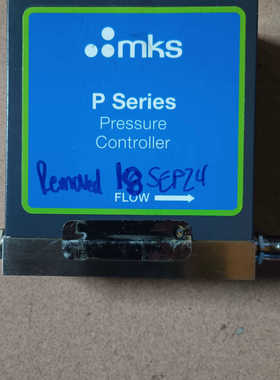 mks
P Series
Pressure
Controller
Removed 18 SEP24
FLOW